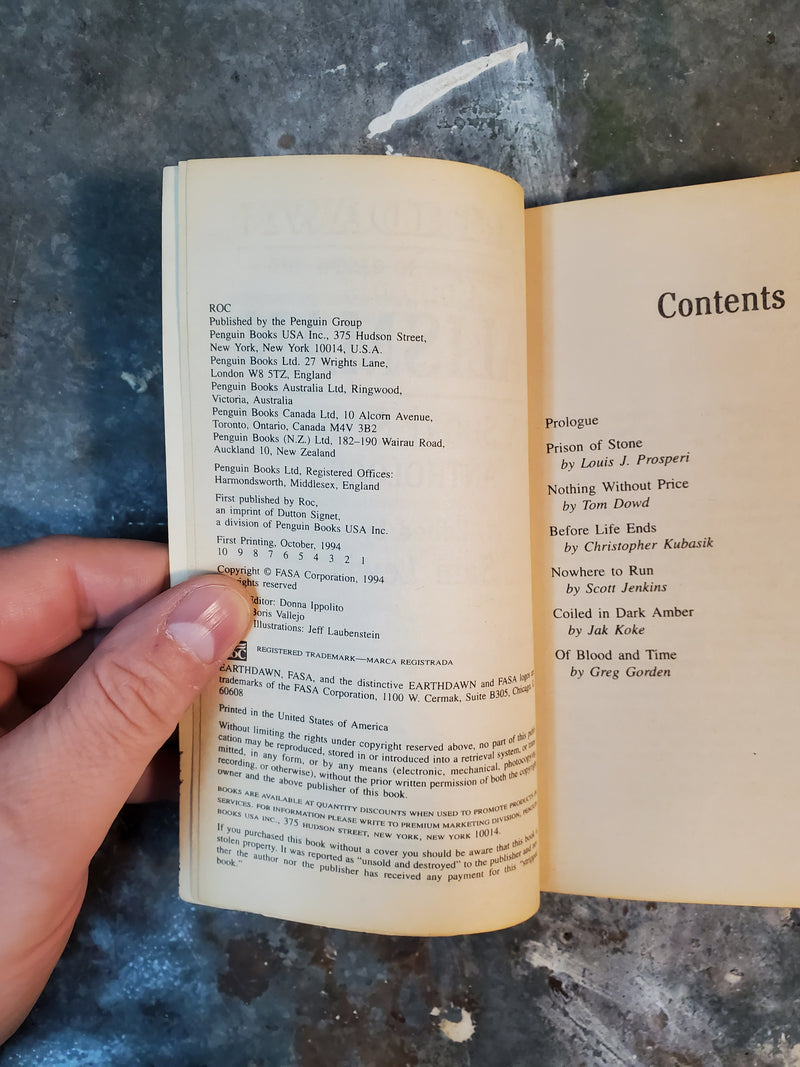 ROC
Published by the Penguin Group
Penguin Books USA Inc., 375 Hudson Street,
New York, New York 10014, U.S.A.
Penguin Books Ltd. 27 Wrights Lane,
London W8 5TZ, England
Penguin Books Australia Ltd, Ringwood,
Victoria, Australia
Penguin Books Canada Ltd, 10 Alcorn Avenue,
Toronto, Ontario, Canada M4V 3B2
Penguin Books (N.Z.) Ltd, 182–190 Wairau Road,
Auckland 10, New Zealand
Penguin Books Ltd, Registered Offices:
Harmondsworth, Middlesex, England
First published by Roc,
an imprint of Dutton Signet,
a division of Penguin Books USA Inc.
First Printing, October, 1994
10 9 8 7 6 5 4 3 2 1
Copyright © FASA Corporation, 1994
rights reserved
Editor: Donna Ippolito
Boris Vallejo
Illustrations: Jeff Laubenstein
REGISTERED TRADEMARK—MARCA REGISTRADA
EARTHDAWN, FASA, and the distinctive EARTHDAWN and FASA logos
trademarks of the FASA Corporation, 1100 W. Cermak, Suite B305, Chicago,
60608
Printed in the United States of America
Without limiting the rights under copyright reserved above, no part of this
cation may be reproduced, stored in or introduced into a retrieval system, or
mitted, in any form, or by any means (electronic, mechanical, photocopying,
recording, or otherwise), without the prior written permission of both the copyright
owner and the above publisher of this book.
BOOKS ARE AVAILABLE AT QUANTITY DISCOUNTS WHEN USED TO PROMOTE PRODUCTS
SERVICES. FOR INFORMATION PLEASE WRITE TO PREMIUM MARKETING DIVISION,
BOOKS USA INC., 375 HUDSON STREET, NEW YORK, NEW YORK 10014.
If you purchased this book without a cover you should be aware that this book
stolen property. It was reported as "unsold and destroyed" to the publisher and
ther the author nor the publisher has received any payment for this "stripped
book."
Contents
Prologue
Prison of Stone
by Louis J. Prosperi
Nothing Without Price
by Tom Dowd
Before Life Ends
by Christopher Kubasik
Nowhere to Run
by Scott Jenkins
Coiled in Dark Amber
by Jak Koke
Of Blood and Time
by Greg Gorden